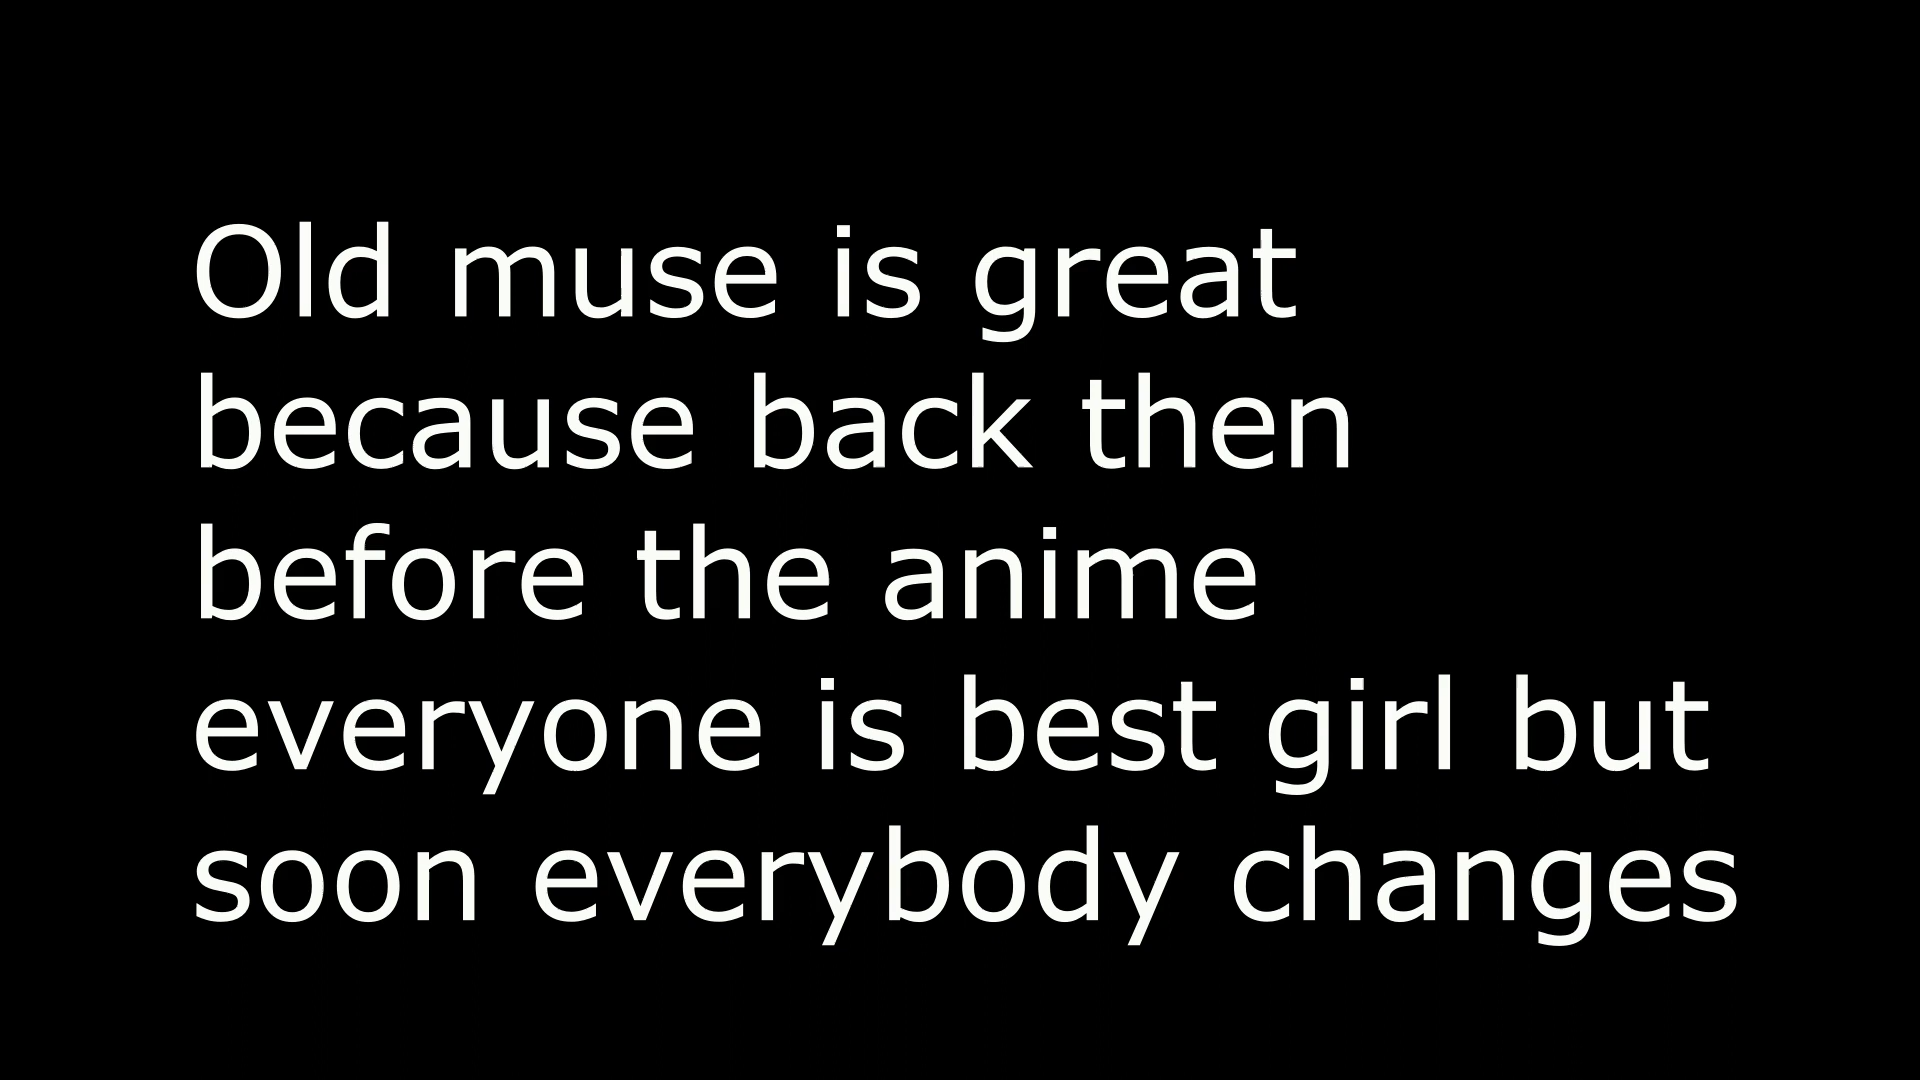 Old muse is great
because back then
before the anime
everyone is best girl but
soon everybody changes